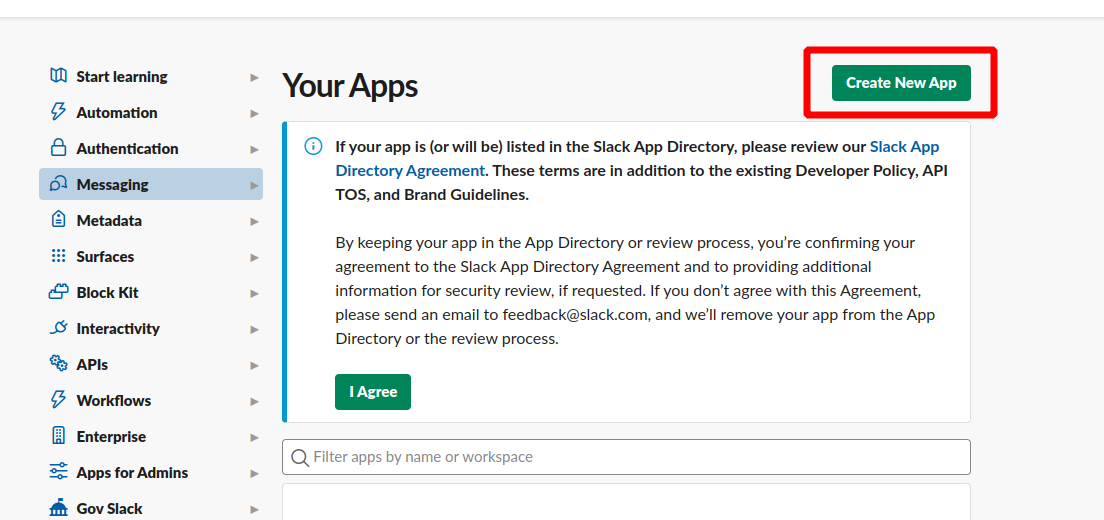 Start learning
Automation
Authentication
Messaging
Metadata
Surfaces
Block Kit
Interactivity
APIs
Workflows
Enterprise
Apps for Admins
Gov Slack
Your Apps
Create New App
If your app is (or will be) listed in the Slack App Directory, please review our Slack App
Directory Agreement. These terms are in addition to the existing Developer Policy, API
TOS, and Brand Guidelines.
By keeping your app in the App Directory or review process, you’re confirming your
agreement to the Slack App Directory Agreement and to providing additional
information for security review, if requested. If you don’t agree with this Agreement,
please send an email to feedback@slack.com, and we’ll remove your app from the App
Directory or the review process.
I Agree
Filter apps by name or workspace